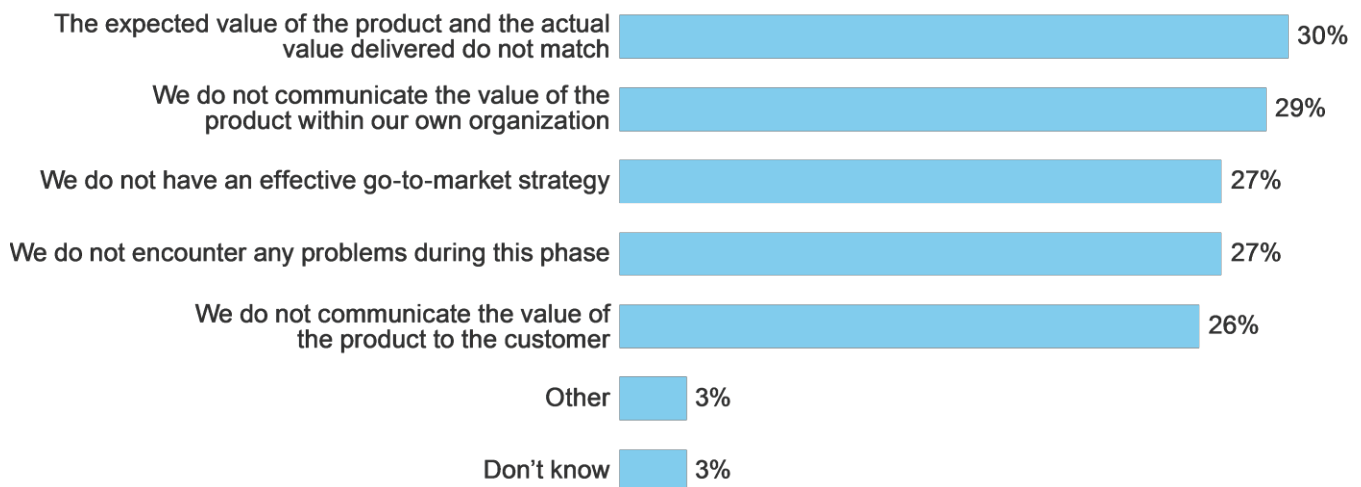 The expected value of the product and the actual
value delivered do not match
30%
We do not communicate the value of the
product within our own organization
29%
We do not have an effective go-to-market strategy
27%
We do not encounter any problems during this phase
27%
We do not communicate the value of
the product to the customer
26%
Other
3%
Don’t know
3%